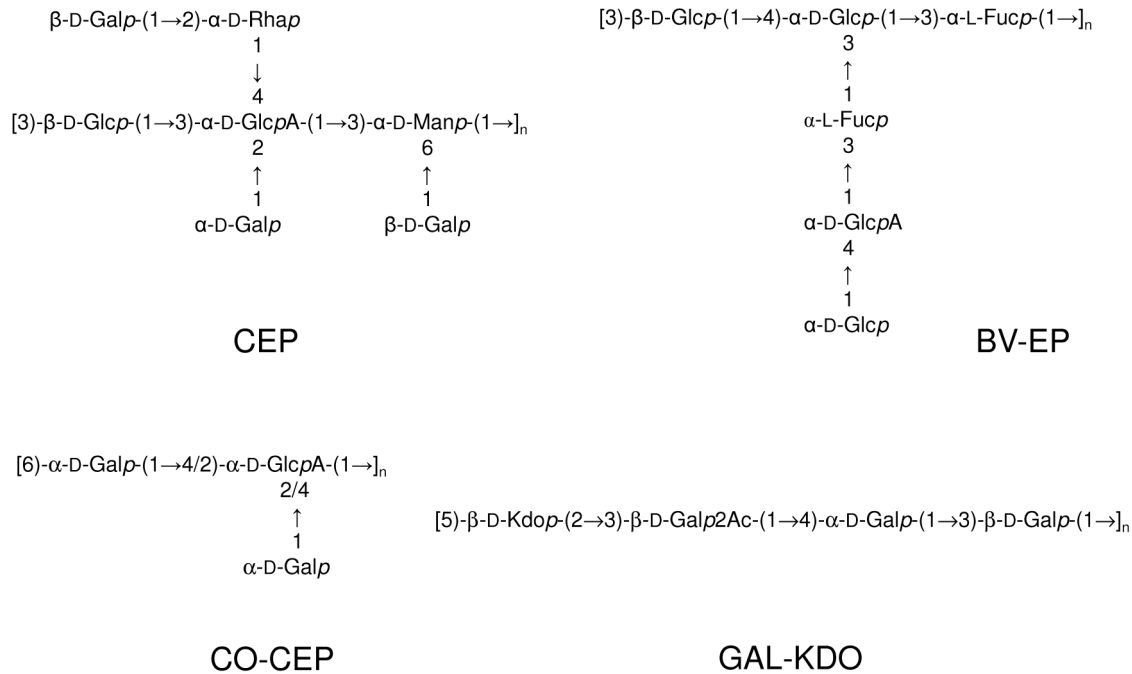 β-D-Galp-(1→2)-α-D-Rhap
1
↓
4
[3)-β-D-Glcp-(1→3)-α-D-GlcpA-(1→3)-α-D-Manp-(1→]n
2 6
↑ ↑
1 1
α-D-Galp β-D-Galp
CEP
[3)-β-D-Glcp-(1→4)-α-D-Glcp-(1→3)-α-L-Fucp-(1→]n
3
↑
1
α-L-Fucp
3
↑
1
α-D-GlcpA
4
↑
1
α-D-Glcp
BV-EP
[6)-α-D-Galp-(1→4/2)-α-D-GlcpA-(1→]n
2/4
↑
1
α-D-Galp
CO-CEP
[5)-β-D-Kdop-(2→3)-β-D-Galp2Ac-(1→4)-α-D-Galp-(1→3)-β-D-Galp-(1→]n
GAL-KDO